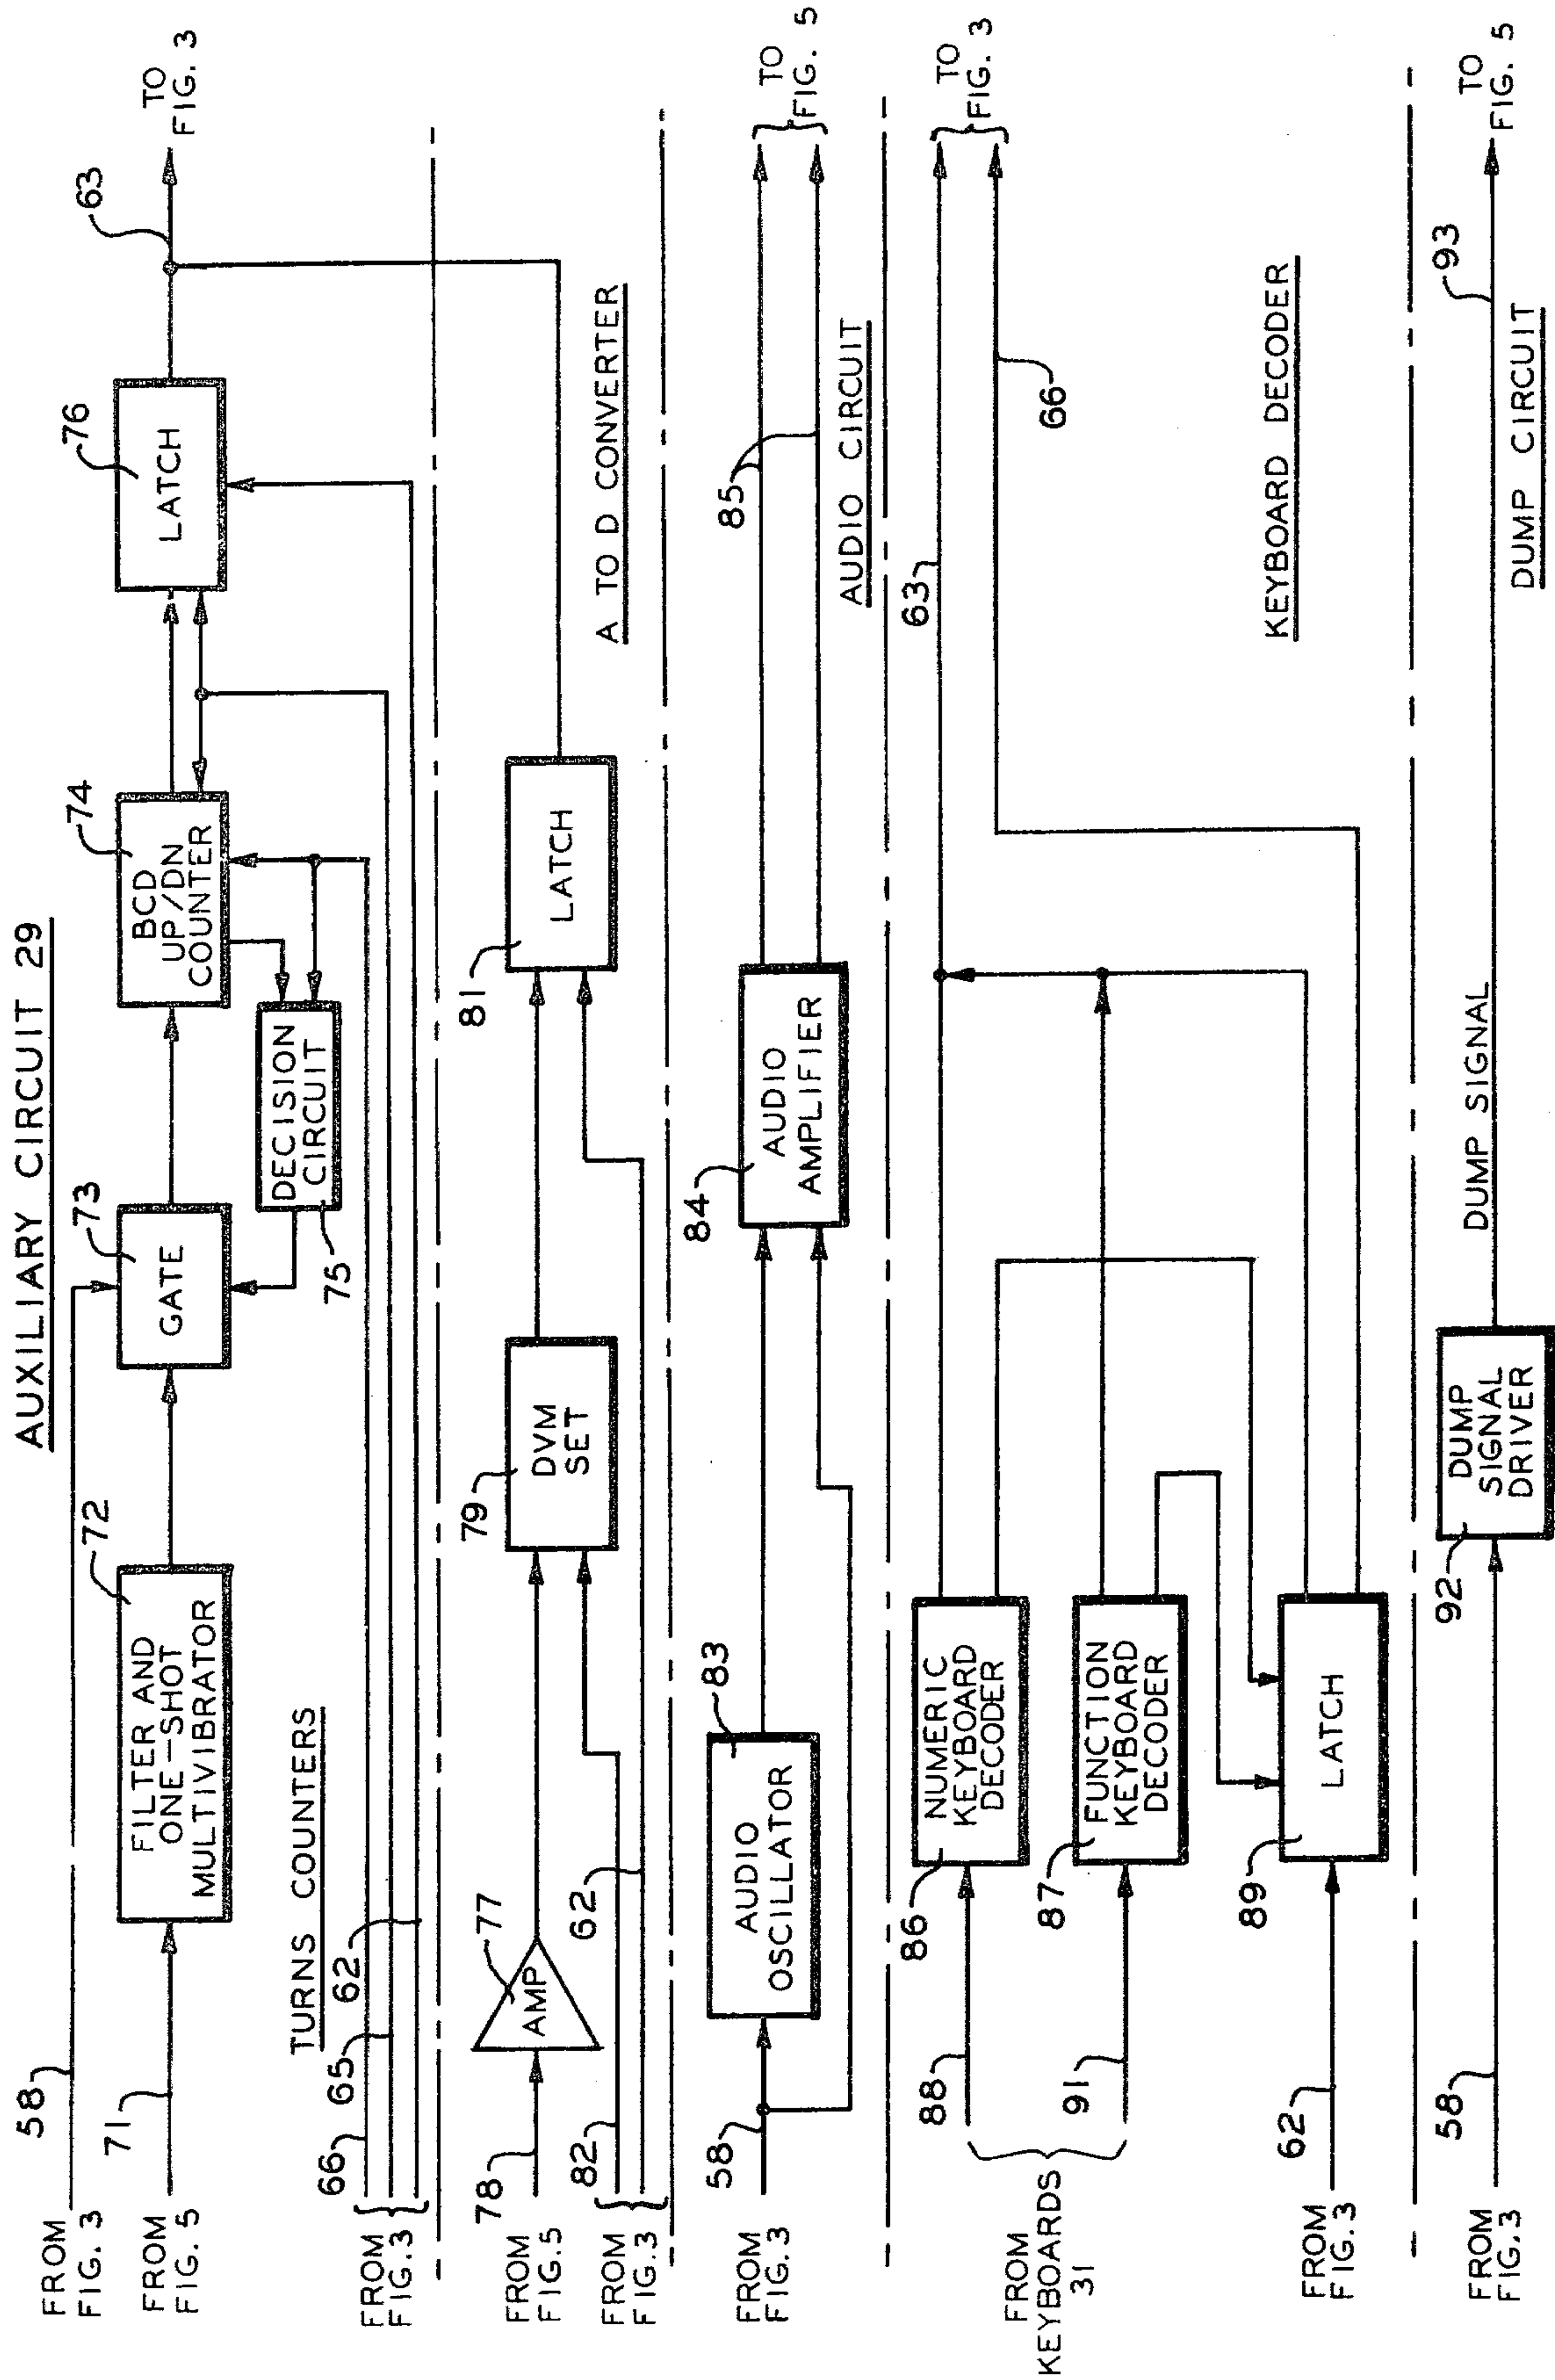 AUXILIARY CIRCUIT 29
FROM
FIG. 3
58
FROM
FIG. 5
71
FILTER AND
ONE-SHOT
MULTIVIBRATOR
72
GATE
73
BCD
UP/DN
COUNTER
74
DECISION
CIRCUIT
75
LATCH
76
63
TO
FIG. 3
TURNS COUNTERS
FROM
FIG.3
66
65
62
A TO D CONVERTER
FROM
FIG.5
78
AMP
77
DVM
SET
79
LATCH
81
FROM
FIG.3
82
62
AUDIO CIRCUIT
FROM
FIG.3
58
AUDIO
OSCILLATOR
83
AUDIO
AMPLIFIER
84
85
TO
FIG. 5
KEYBOARD DECODER
FROM
KEYBOARDS
31
88
91
NUMERIC
KEYBOARD
DECODER
86
FUNCTION
KEYBOARD
DECODER
87
FROM
FIG.3
62
LATCH
89
63
66
TO
FIG. 3
DUMP CIRCUIT
FROM
FIG.3
58
DUMP
SIGNAL
DRIVER
92
DUMP SIGNAL
93
TO
FIG. 5